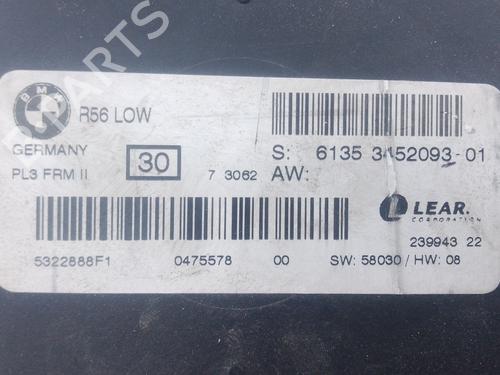 BMW
R56 LOW
GERMANY
30
PL3 FRM II
7 3062
S: 6135 3452093-01
AW:
LEAR.
CORPORATION
239943 22
5322888F1 0475578 00 SW: 58030 / HW: 08
PARTS